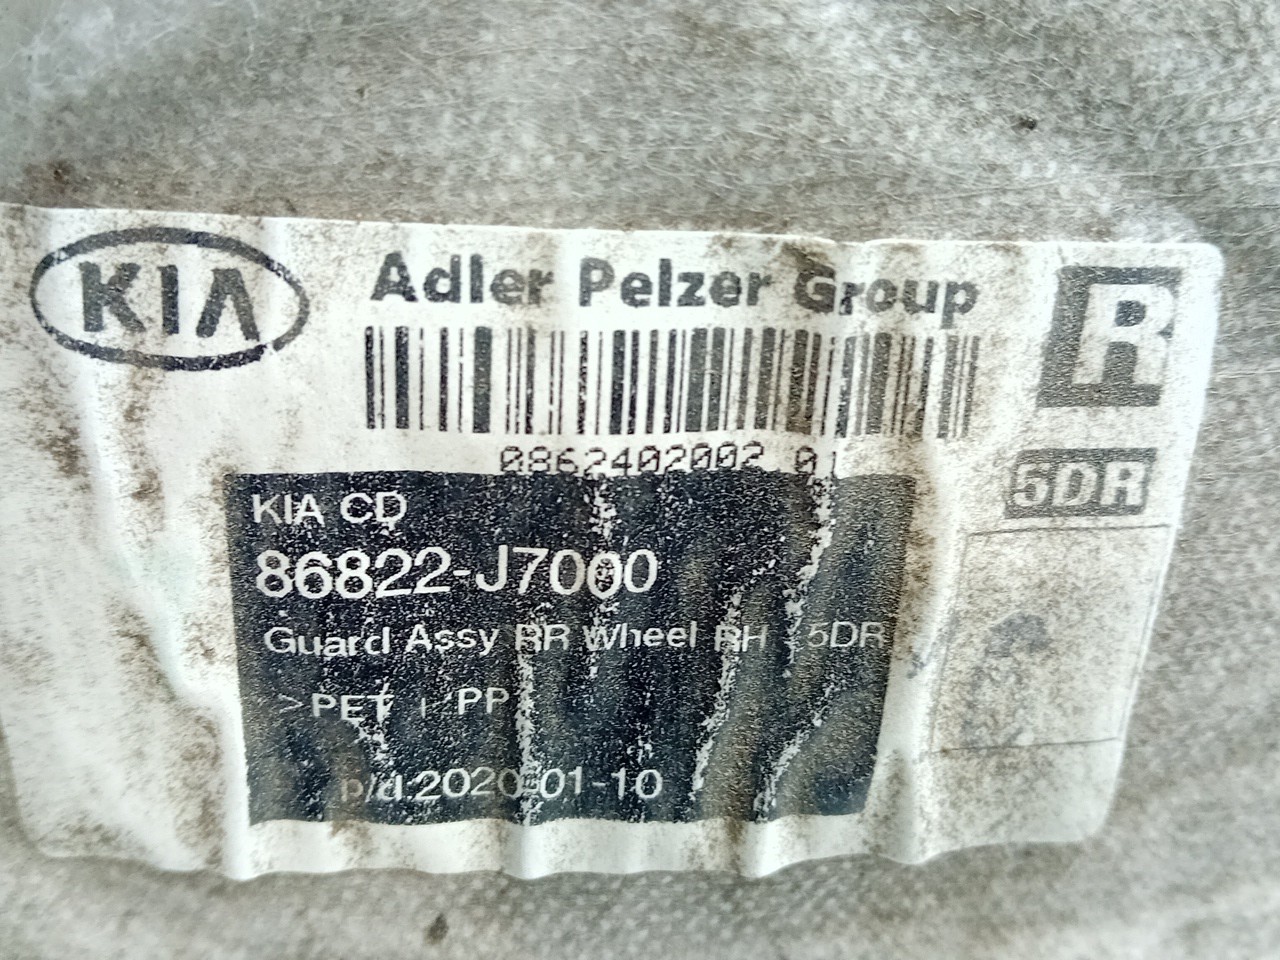 KIA
Adler Pelzer Group
R
0862402002 01
5DR
KIA CD
86822-J7000
Guard Assy RR Wheel RH 5DR
>PET PP
p/d:2020-01-10